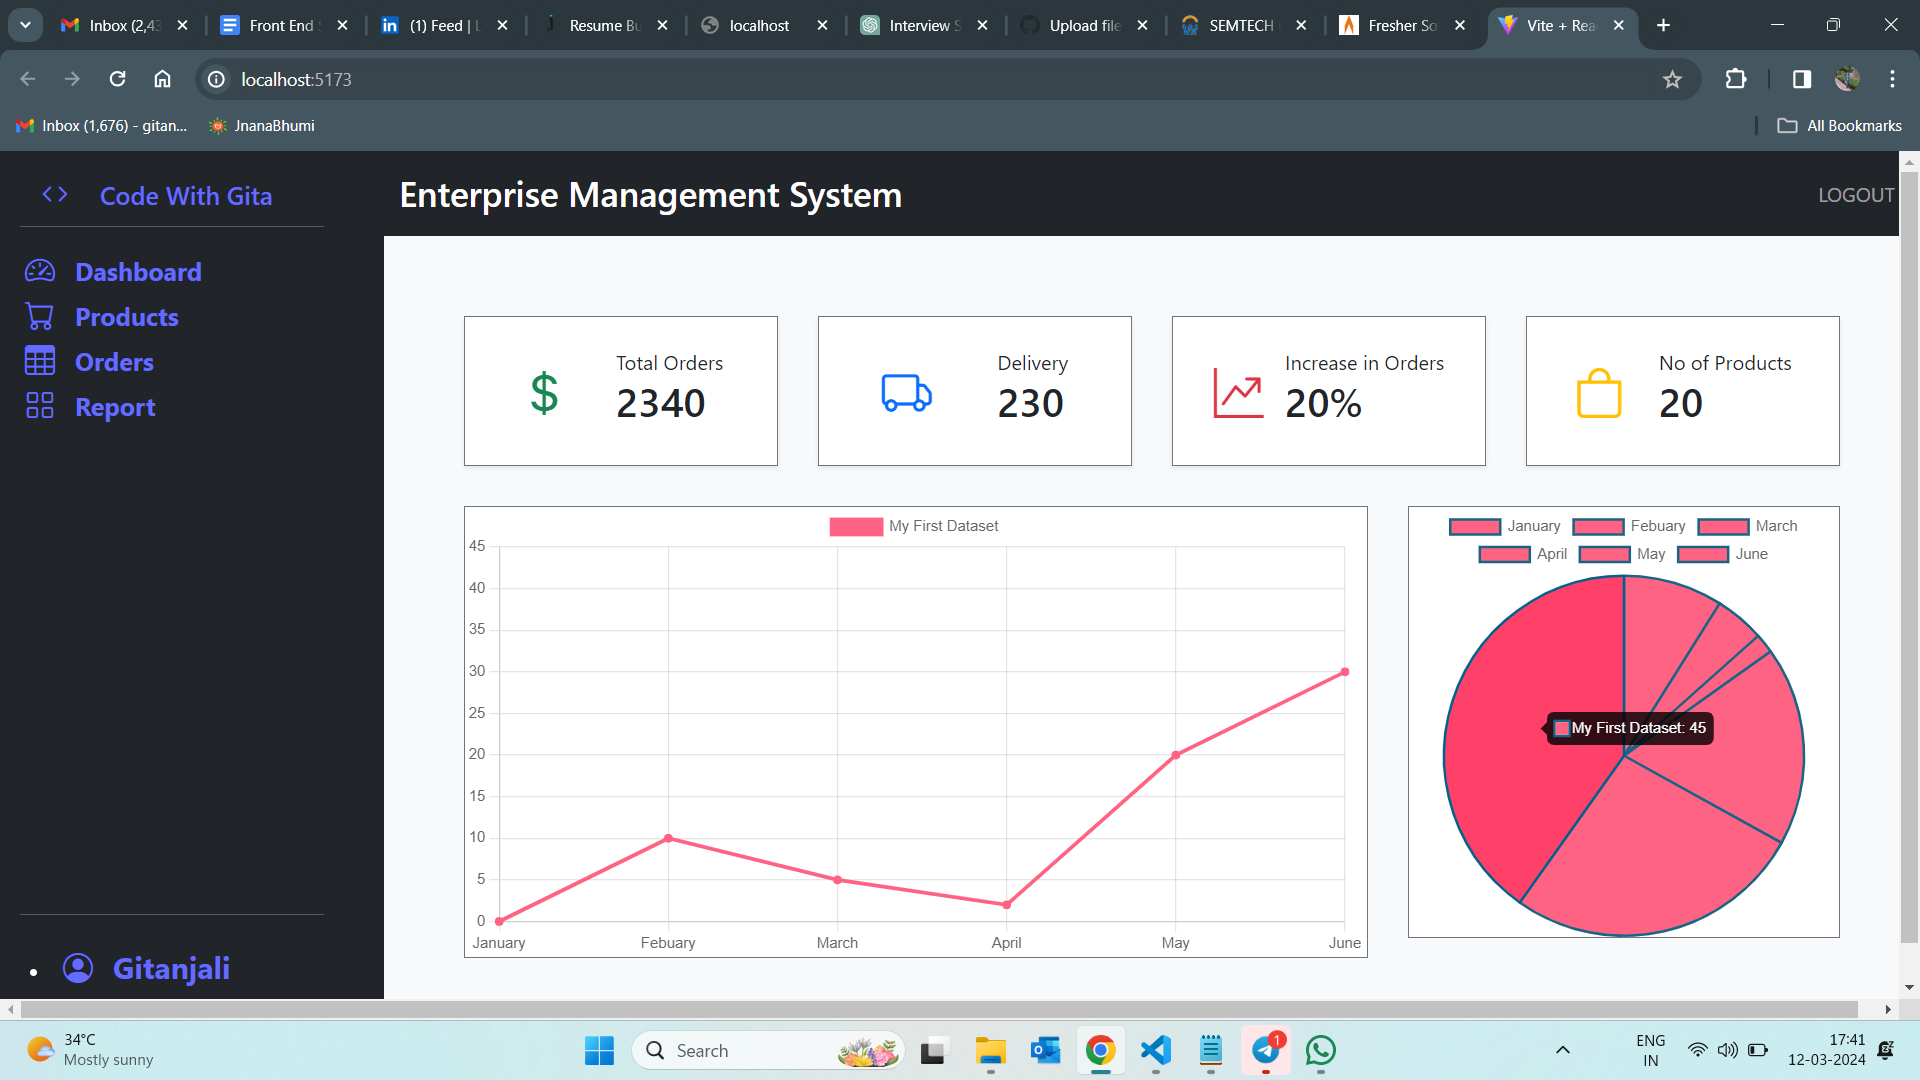 Inbox (2,43
Front End
(1) Feed | L
Resume Bu
localhost
Interview S
Upload file
SEMTECH
Fresher So
Vite + Rea
localhost:5173
Inbox (1,676) - gitan...
JnanaBhumi
All Bookmarks
Code With Gita
Enterprise Management System
LOGOUT
Dashboard
Products
Orders
Report
Gitanjali
Total Orders
2340
Delivery
230
Increase in Orders
20%
No of Products
20
My First Dataset
45
40
35
30
25
20
15
10
5
0
January Febuary March April May June
January Febuary March
April May June
My First Dataset: 45
34°C
Mostly sunny
Search
1
ENG
IN
17:41
12-03-2024